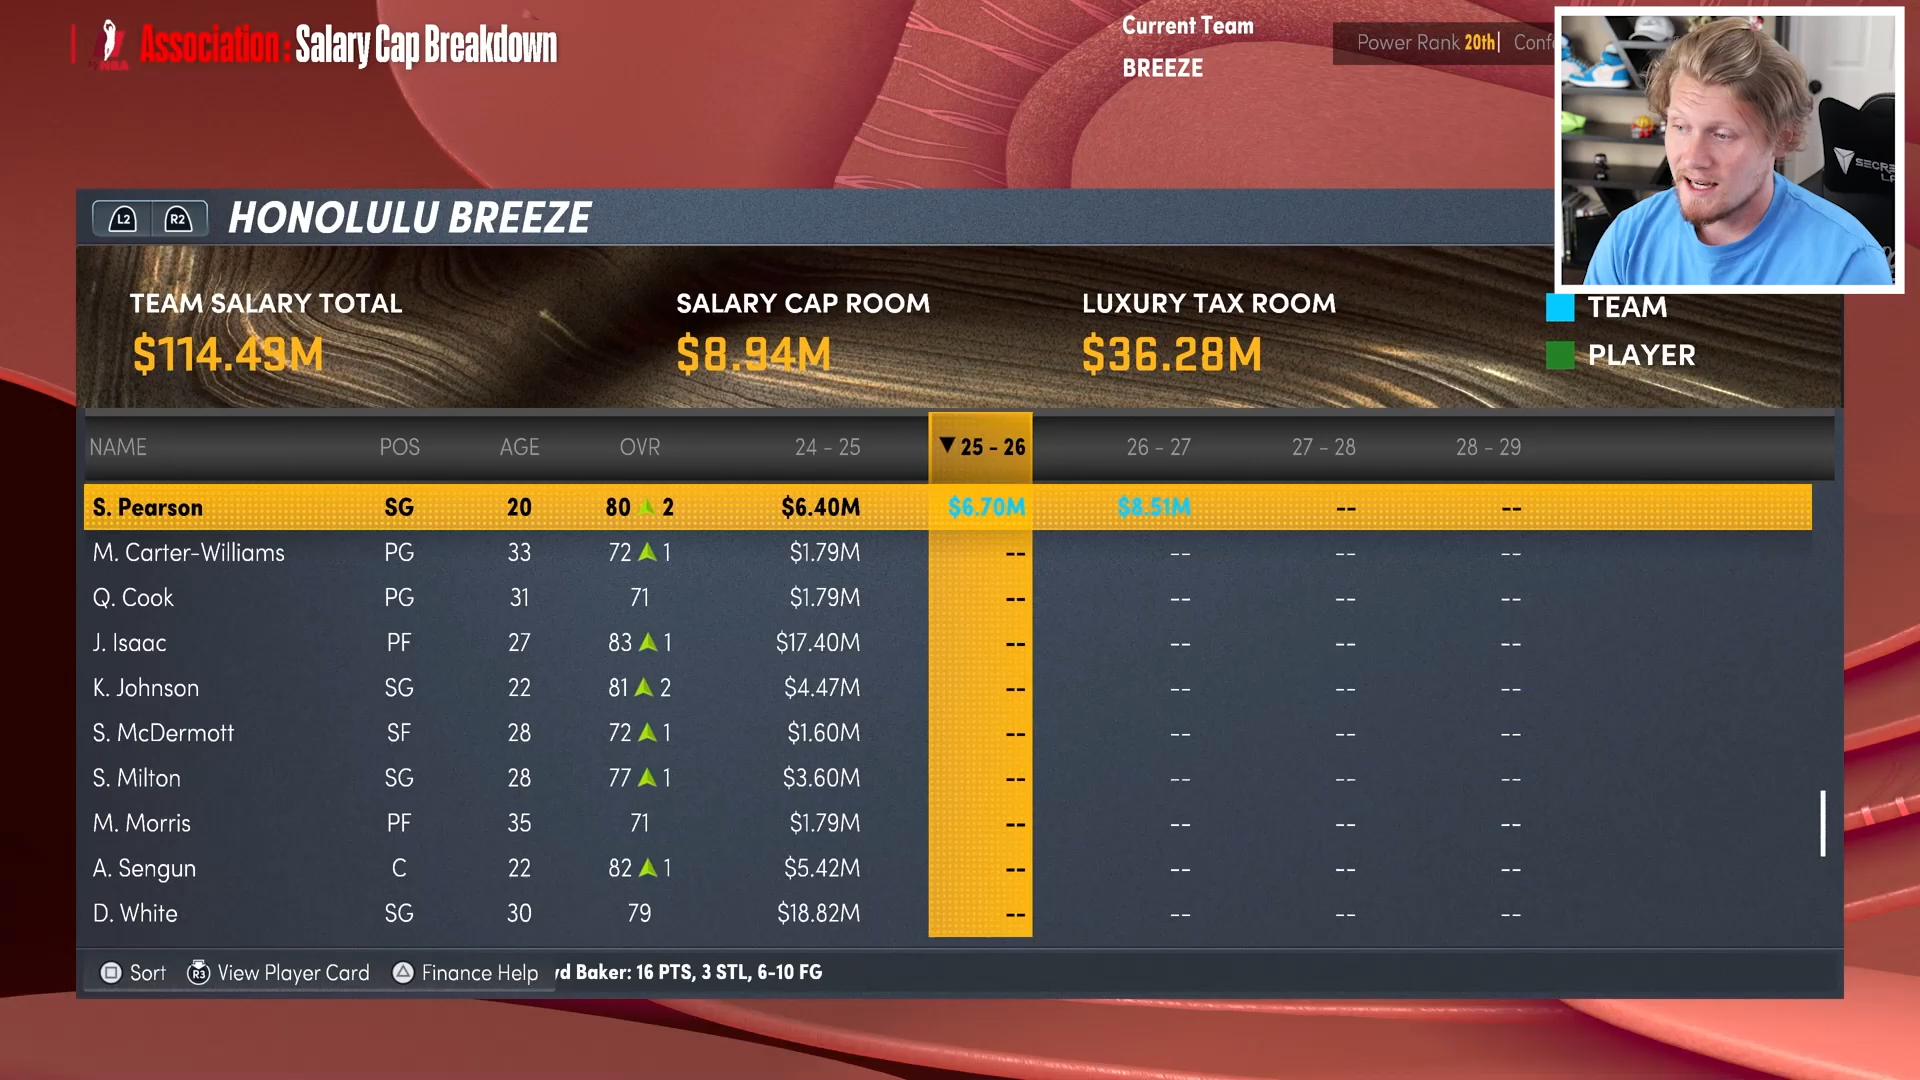 Association : Salary Cap Breakdown
Current Team
BREEZE
Power Rank 20th|
L2 R2 HONOLULU BREEZE
TEAM SALARY TOTAL
$114.49M
SALARY CAP ROOM
$8.94M
LUXURY TAX ROOM
$36.28M
TEAM
PLAYER
NAME POS AGE OVR 24 - 25 ▼ 25 - 26 26 - 27 27 - 28 28 - 29
S. Pearson SG 20 80 ▲ 2 $6.40M $6.70M $8.51M -- --
M. Carter-Williams PG 33 72 ▲ 1 $1.79M -- -- -- --
Q. Cook PG 31 71 $1.79M -- -- -- --
J. Isaac PF 27 83 ▲ 1 $17.40M -- -- -- --
K. Johnson SG 22 81 ▲ 2 $4.47M -- -- -- --
S. McDermott SF 28 72 ▲ 1 $1.60M -- -- -- --
S. Milton SG 28 77 ▲ 1 $3.60M -- -- -- --
M. Morris PF 35 71 $1.79M -- -- -- --
A. Sengun C 22 82 ▲ 1 $5.42M -- -- -- --
D. White SG 30 79 $18.82M -- -- -- --
Sort R3 View Player Card Finance Help
Baker: 16 PTS, 3 STL, 6-10 FG